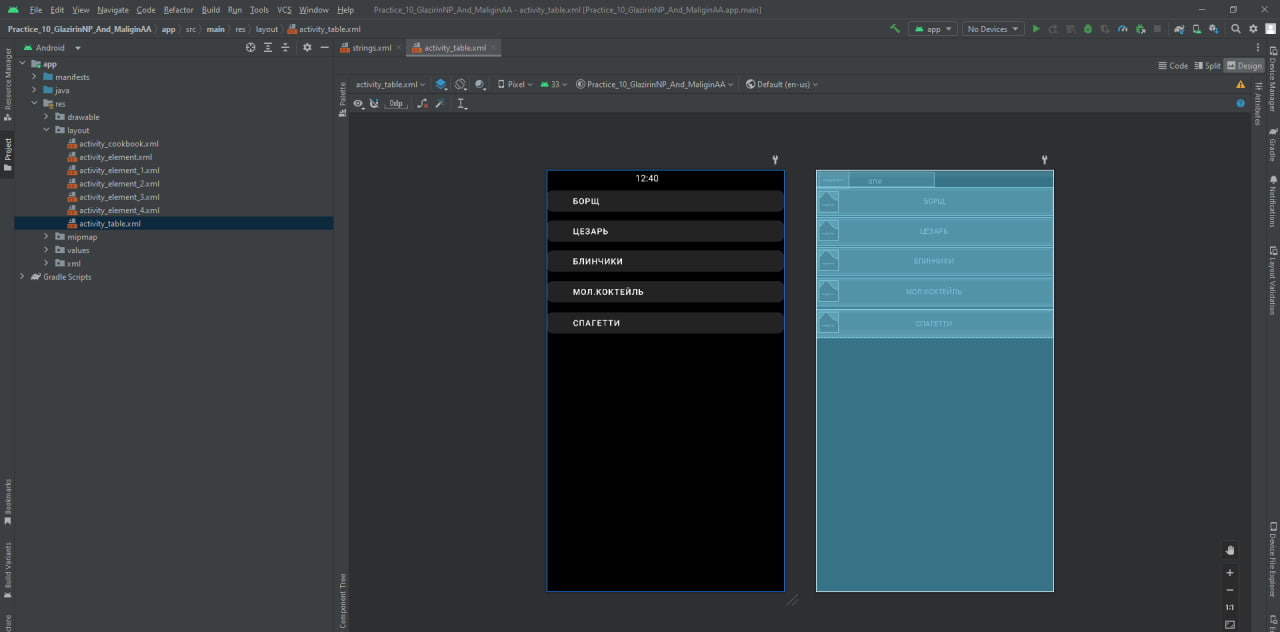 File Edit View Navigate Code Refactor Build Run Tools VCS Window Help Practice_10_GlazirinNP_And_MaliginAA - activity_table.xml [Practice_10_GlazirinNP_And_MaliginAA.app.main]
Practice_10_GlazirinNP_And_MaliginAA app src main res layout activity_table.xml app No Devices
Android strings.xml activity_table.xml
Resource Manager
Project
Bookmarks
Build Variants
app
manifests
java
res
drawable
layout
activity_cookbook.xml
activity_element.xml
activity_element_1.xml
activity_element_2.xml
activity_element_3.xml
activity_element_4.xml
activity_table.xml
mipmap
values
xml
Gradle Scripts
Code Split Design
activity_table.xml Pixel 33 Practice_10_GlazirinNP_And_MaliginAA Default (en-us)
0dp
Palette
Component Tree
12:40
БОРЩ
ЦЕЗАРЬ
БЛИНЧИКИ
МОЛ.КОКТЕЙЛЬ
СПАГЕТТИ
one
БОРЩ
ЦЕЗАРЬ
БЛИНЧИКИ
МОЛ.КОКТЕЙЛЬ
СПАГЕТТИ
1:1
Attributes
Device Manager
Gradle
Notifications
Layout Validation
Device File Explorer